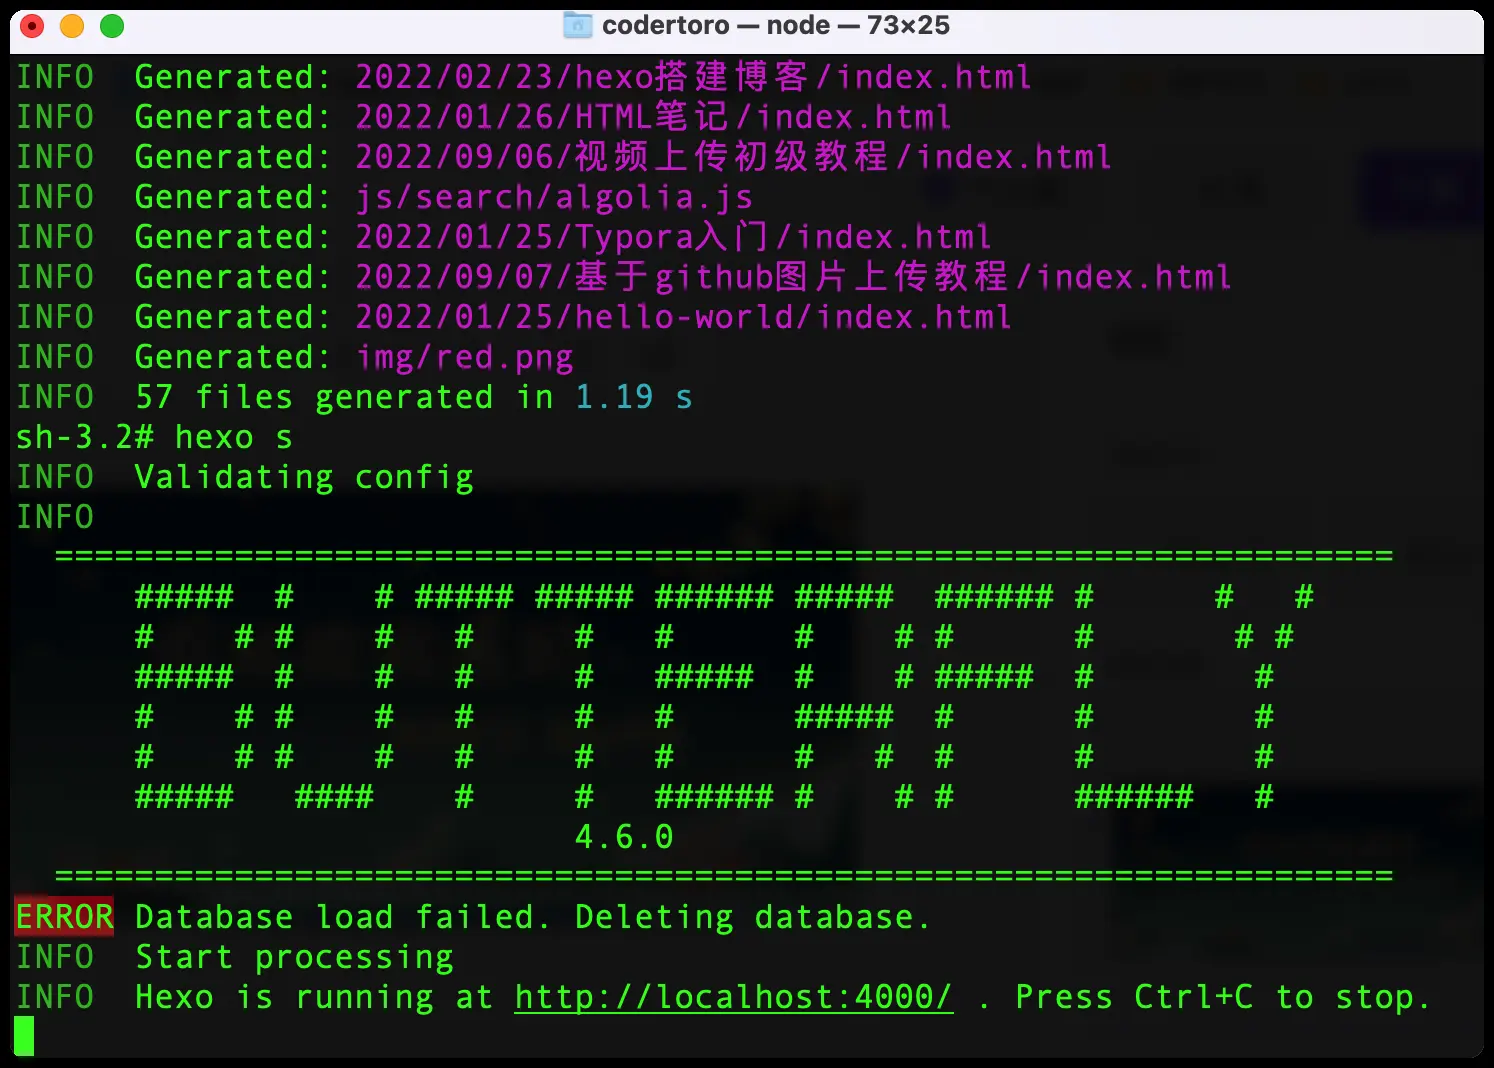 codertoro — node — 73×25
INFO  Generated: 2022/02/23/hexo搭建博客/index.html
INFO  Generated: 2022/01/26/HTML笔记/index.html
INFO  Generated: 2022/09/06/视频上传初级教程/index.html
INFO  Generated: js/search/algolia.js
INFO  Generated: 2022/01/25/Typora入门/index.html
INFO  Generated: 2022/09/07/基于github图片上传教程/index.html
INFO  Generated: 2022/01/25/hello-world/index.html
INFO  Generated: img/red.png
INFO  57 files generated in 1.19 s
sh-3.2# hexo s
INFO  Validating config
INFO
  ===================================================================
      #####  #    # ##### ##### ###### #####  ###### #      #   #
      #    # #    #   #     #   #      #    # #      #       # #
      #####  #    #   #     #   #####  #    # #####  #        #
      #    # #    #   #     #   #      #####  #      #        #
      #    # #    #   #     #   #      #   #  #      #        #
      #####   ####    #     #   ###### #    # #      ######   #
                            4.6.0
  ===================================================================
ERROR Database load failed. Deleting database.
INFO  Start processing
INFO  Hexo is running at http://localhost:4000/ . Press Ctrl+C to stop.